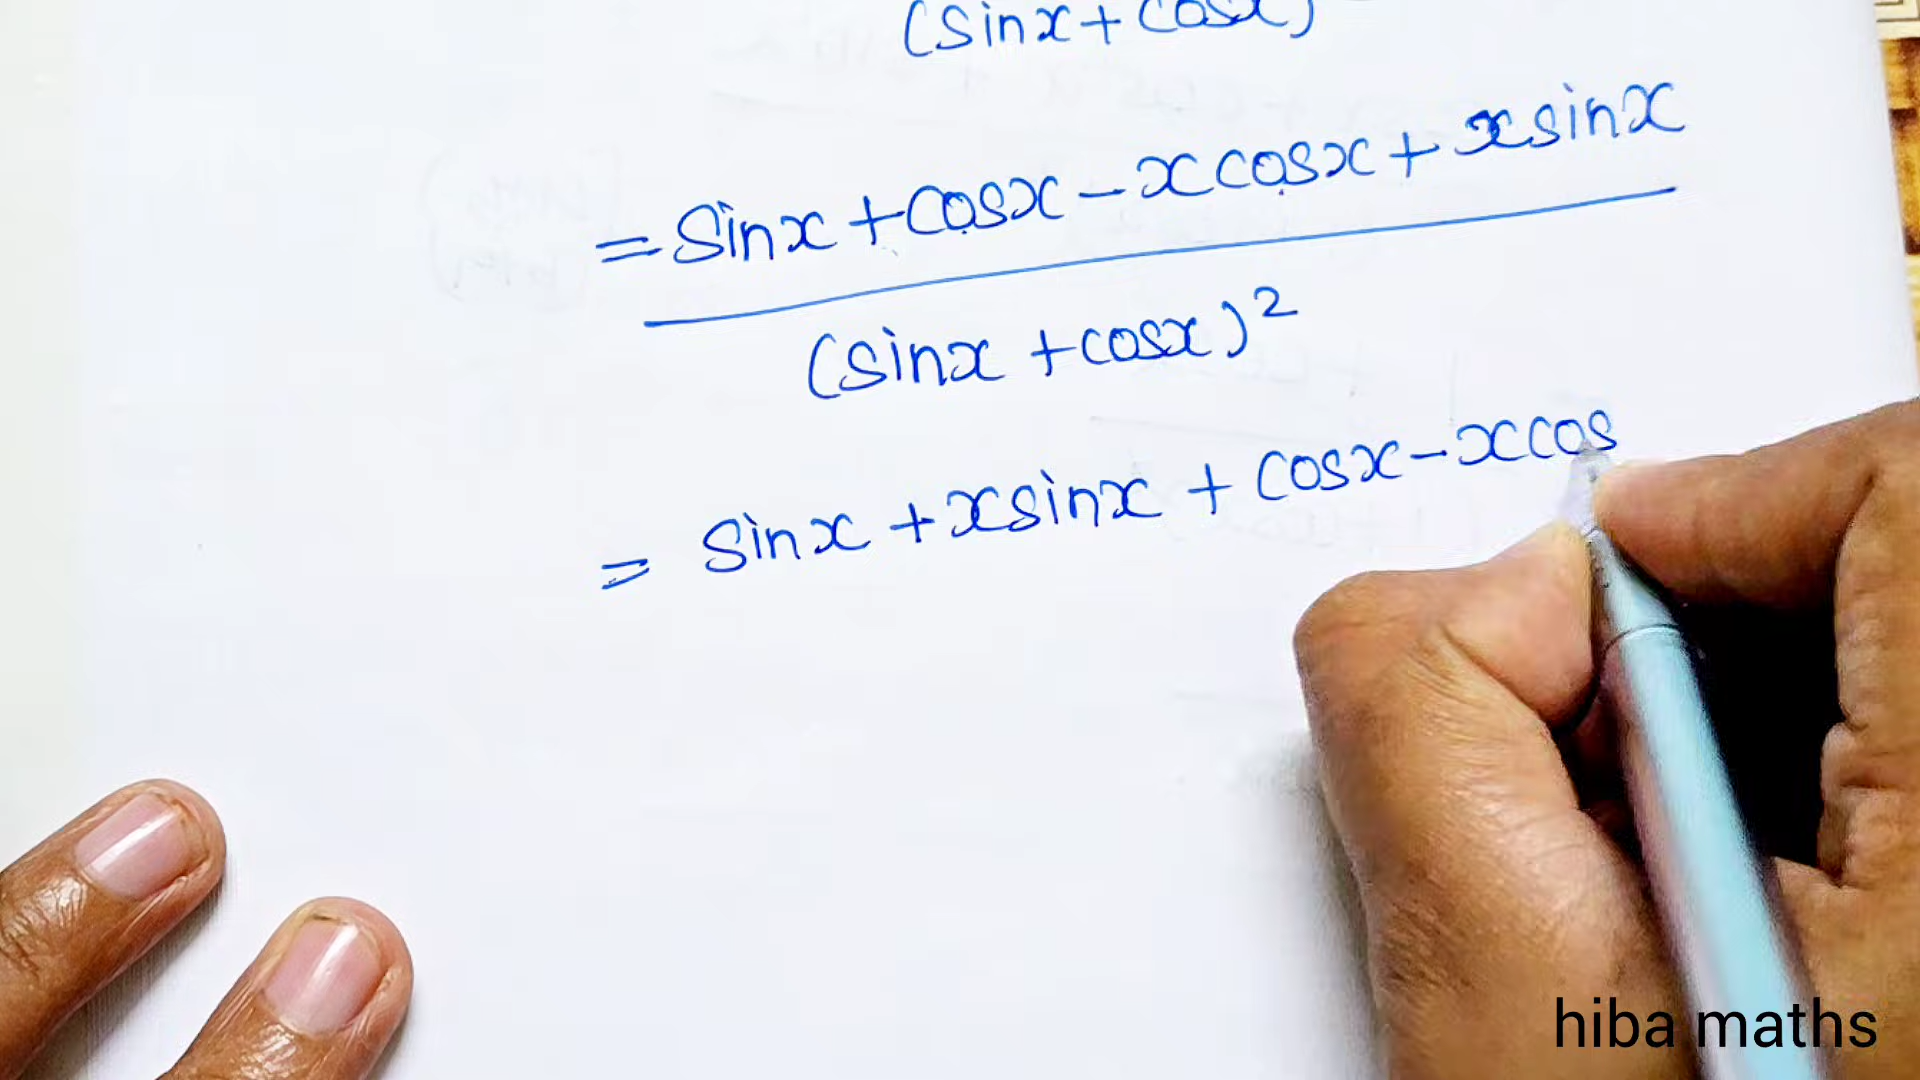 (sinx + cosx)
= sinx + cosx - x cosx + x sinx
(sinx + cosx)²
= sinx + x sinx + cosx - x cos
hiba maths